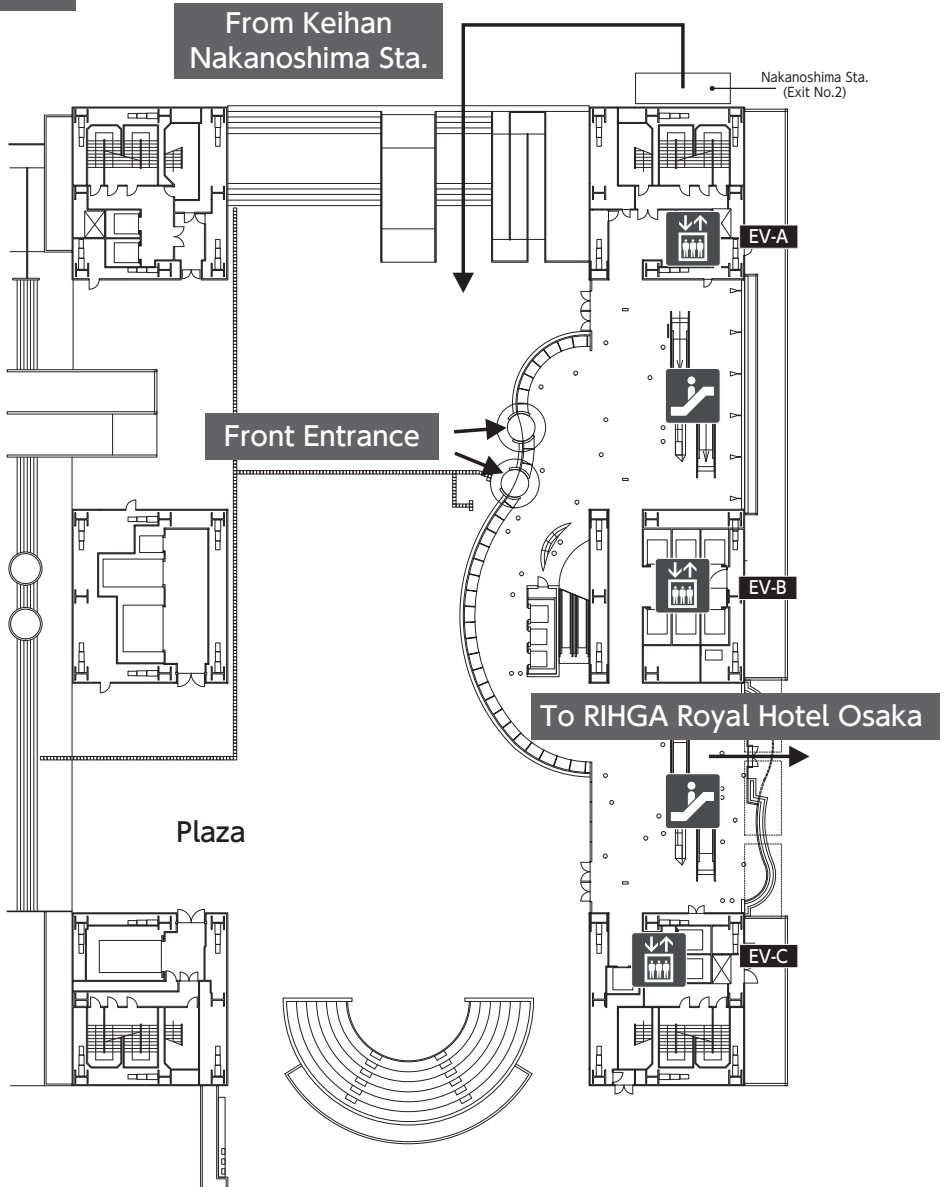 From Keihan
Nakanoshima Sta.
Nakanoshima Sta.
(Exit No.2)
EV-A
Front Entrance
EV-B
To RIHGA Royal Hotel Osaka
Plaza
EV-C